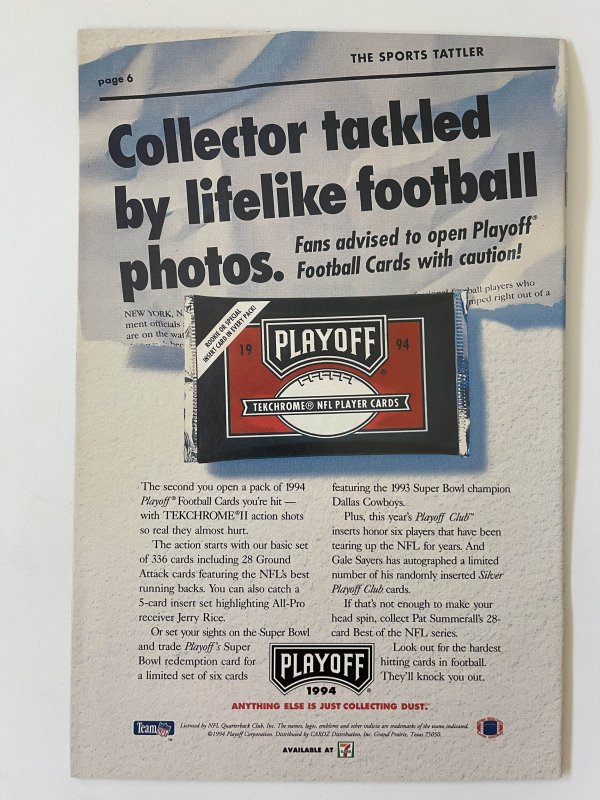 page 6
THE SPORTS TATTLER
Collector tackled
by lifelike football
photos.
Fans advised to open Playoff®
Football Cards with caution!
NEW YORK, N.
ment officials
are on the
ball players who
mped right out of a
ROOKIE OR SPECIAL
INSERT CARD IN EVERY PACK!
19 PLAYOFF® 94
TEKCHROME® NFL PLAYER CARDS
The second you open a pack of 1994
Playoff® Football Cards you're hit —
with TEKCHROME®II action shots
so real they almost hurt.
The action starts with our basic set
of 336 cards including 28 Ground
Attack cards featuring the NFL's best
running backs. You can also catch a
5-card insert set highlighting All-Pro
receiver Jerry Rice.
Or set your sights on the Super Bowl
and trade Playoff's Super
Bowl redemption card for
a limited set of six cards
featuring the 1993 Super Bowl champion
Dallas Cowboys.
Plus, this year's Playoff Club™
inserts honor six players that have been
tearing up the NFL for years. And
Gale Sayers has autographed a limited
number of his randomly inserted Silver
Playoff Club cards.
If that's not enough to make your
head spin, collect Pat Summerall's 28-
card Best of the NFL series.
Look out for the hardest
hitting cards in football.
They'll knock you out.
PLAYOFF
1994®
ANYTHING ELSE IS JUST COLLECTING DUST.™
Team NFL™
Licensed by NFL Quarterback Club, Inc. The names, logos, emblems and other indicia are trademarks of the teams indicated.
©1994 Playoff Corporation. Distributed by CARDZ Distribution, Inc. Grand Prairie, Texas 75050.
AVAILABLE AT 7 ELEVEN